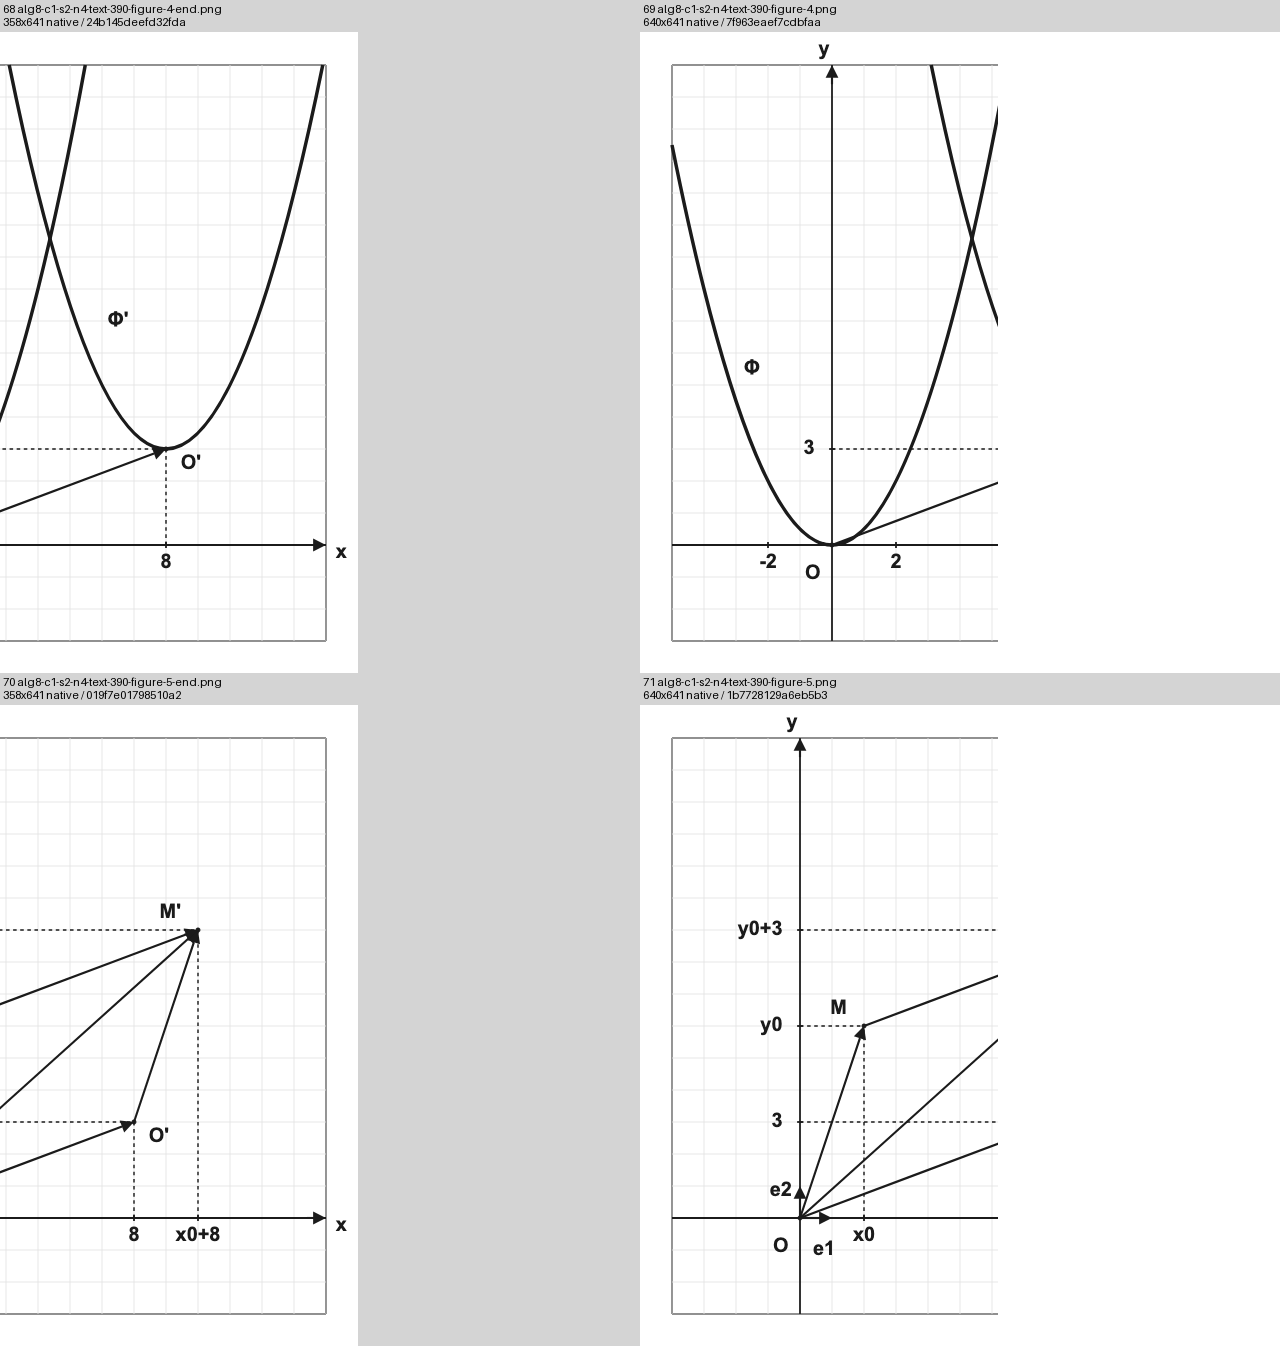 68 alg8-c1-s2-n4-text-390-figure-4-end.png
358x641 native / 24b145deefd32fda
Φ'
O'
8
x
69 alg8-c1-s2-n4-text-390-figure-4.png
640x641 native / 7f963eaef7cdbfaa
y
Φ
3
-2
2
O
70 alg8-c1-s2-n4-text-390-figure-5-end.png
358x641 native / 019f7e01798510a2
M'
O'
8
x0+8
x
71 alg8-c1-s2-n4-text-390-figure-5.png
640x641 native / 1b7728129a6eb5b3
y
y0+3
M
y0
3
e2
O
e1
x0